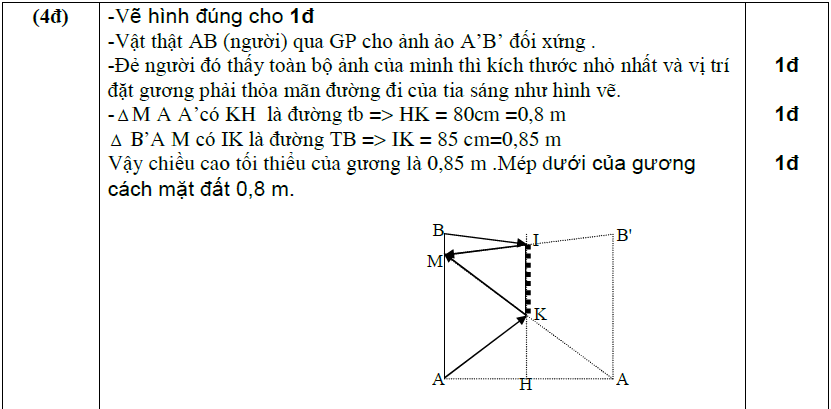 (4đ)
-Vẽ hình đúng cho 1đ
-Vật thật AB (người) qua GP cho ảnh ảo A’B’ đối xứng .
-Đẻ người đó thấy toàn bộ ảnh của mình thì kích thước nhỏ nhất và vị trí 1đ
đặt gương phải thỏa mãn đường đi của tia sáng như hình vẽ.
-Δ M A A’có KH là đường tb => HK = 80cm =0,8 m 1đ
Δ B’A M có IK là đường TB => IK = 85 cm=0,85 m
Vậy chiều cao tối thiểu của gương là 0,85 m .Mép dưới của gương 1đ
cách mặt đất 0,8 m.
B I B'
M
K
A H A